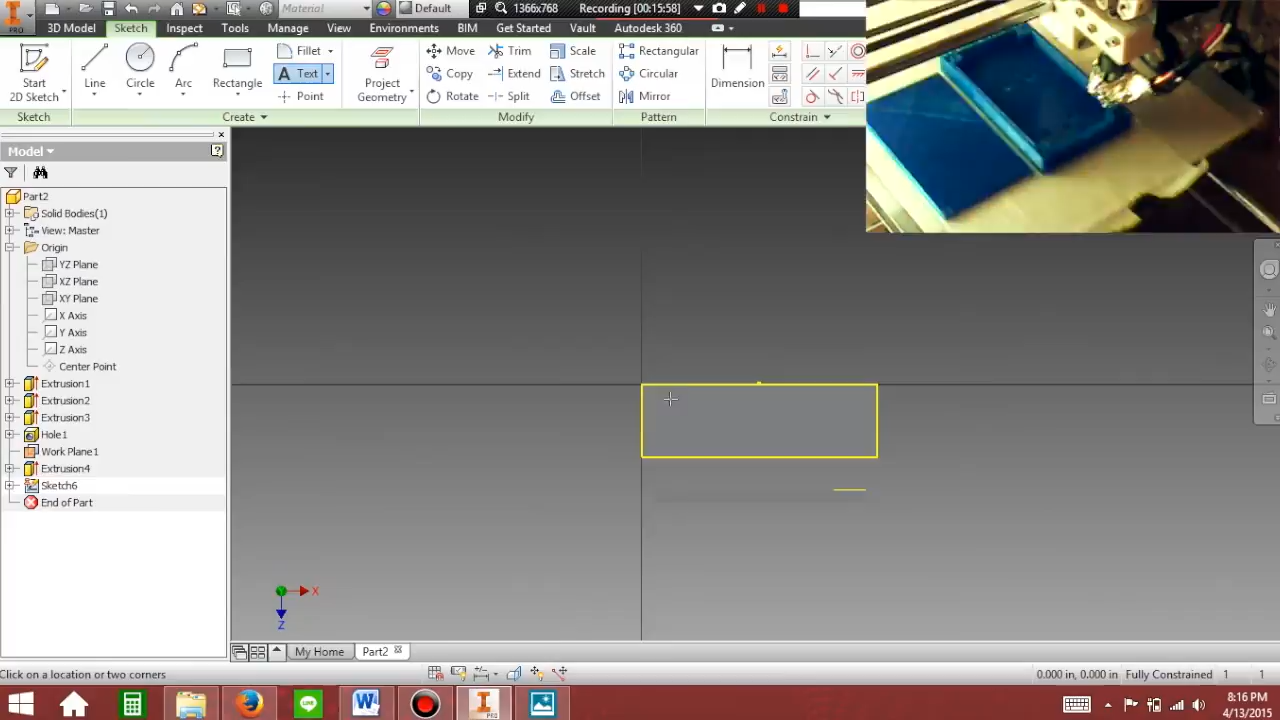 Material
Default
1366x768
Recording [00:15:58]
PRO
3D Model
Sketch
Inspect
Tools
Manage
View
Environments
BIM
Get Started
Vault
Autodesk 360
Start
2D Sketch
Line
Circle
Arc
Rectangle
Fillet
Text
Point
Project
Geometry
Move
Trim
Scale
Copy
Extend
Stretch
Rotate
Split
Offset
Rectangular
Circular
Mirror
Dimension
Sketch
Create
Modify
Pattern
Constrain
Model
Part2
Solid Bodies(1)
View: Master
Origin
YZ Plane
XZ Plane
XY Plane
X Axis
Y Axis
Z Axis
Center Point
Extrusion1
Extrusion2
Extrusion3
Hole1
Work Plane1
Extrusion4
Sketch6
End of Part
X
Z
My Home
Part2
Click on a location or two corners
0.000 in, 0.000 in
Fully Constrained
1
1
PRO
8:16 PM
4/13/2015